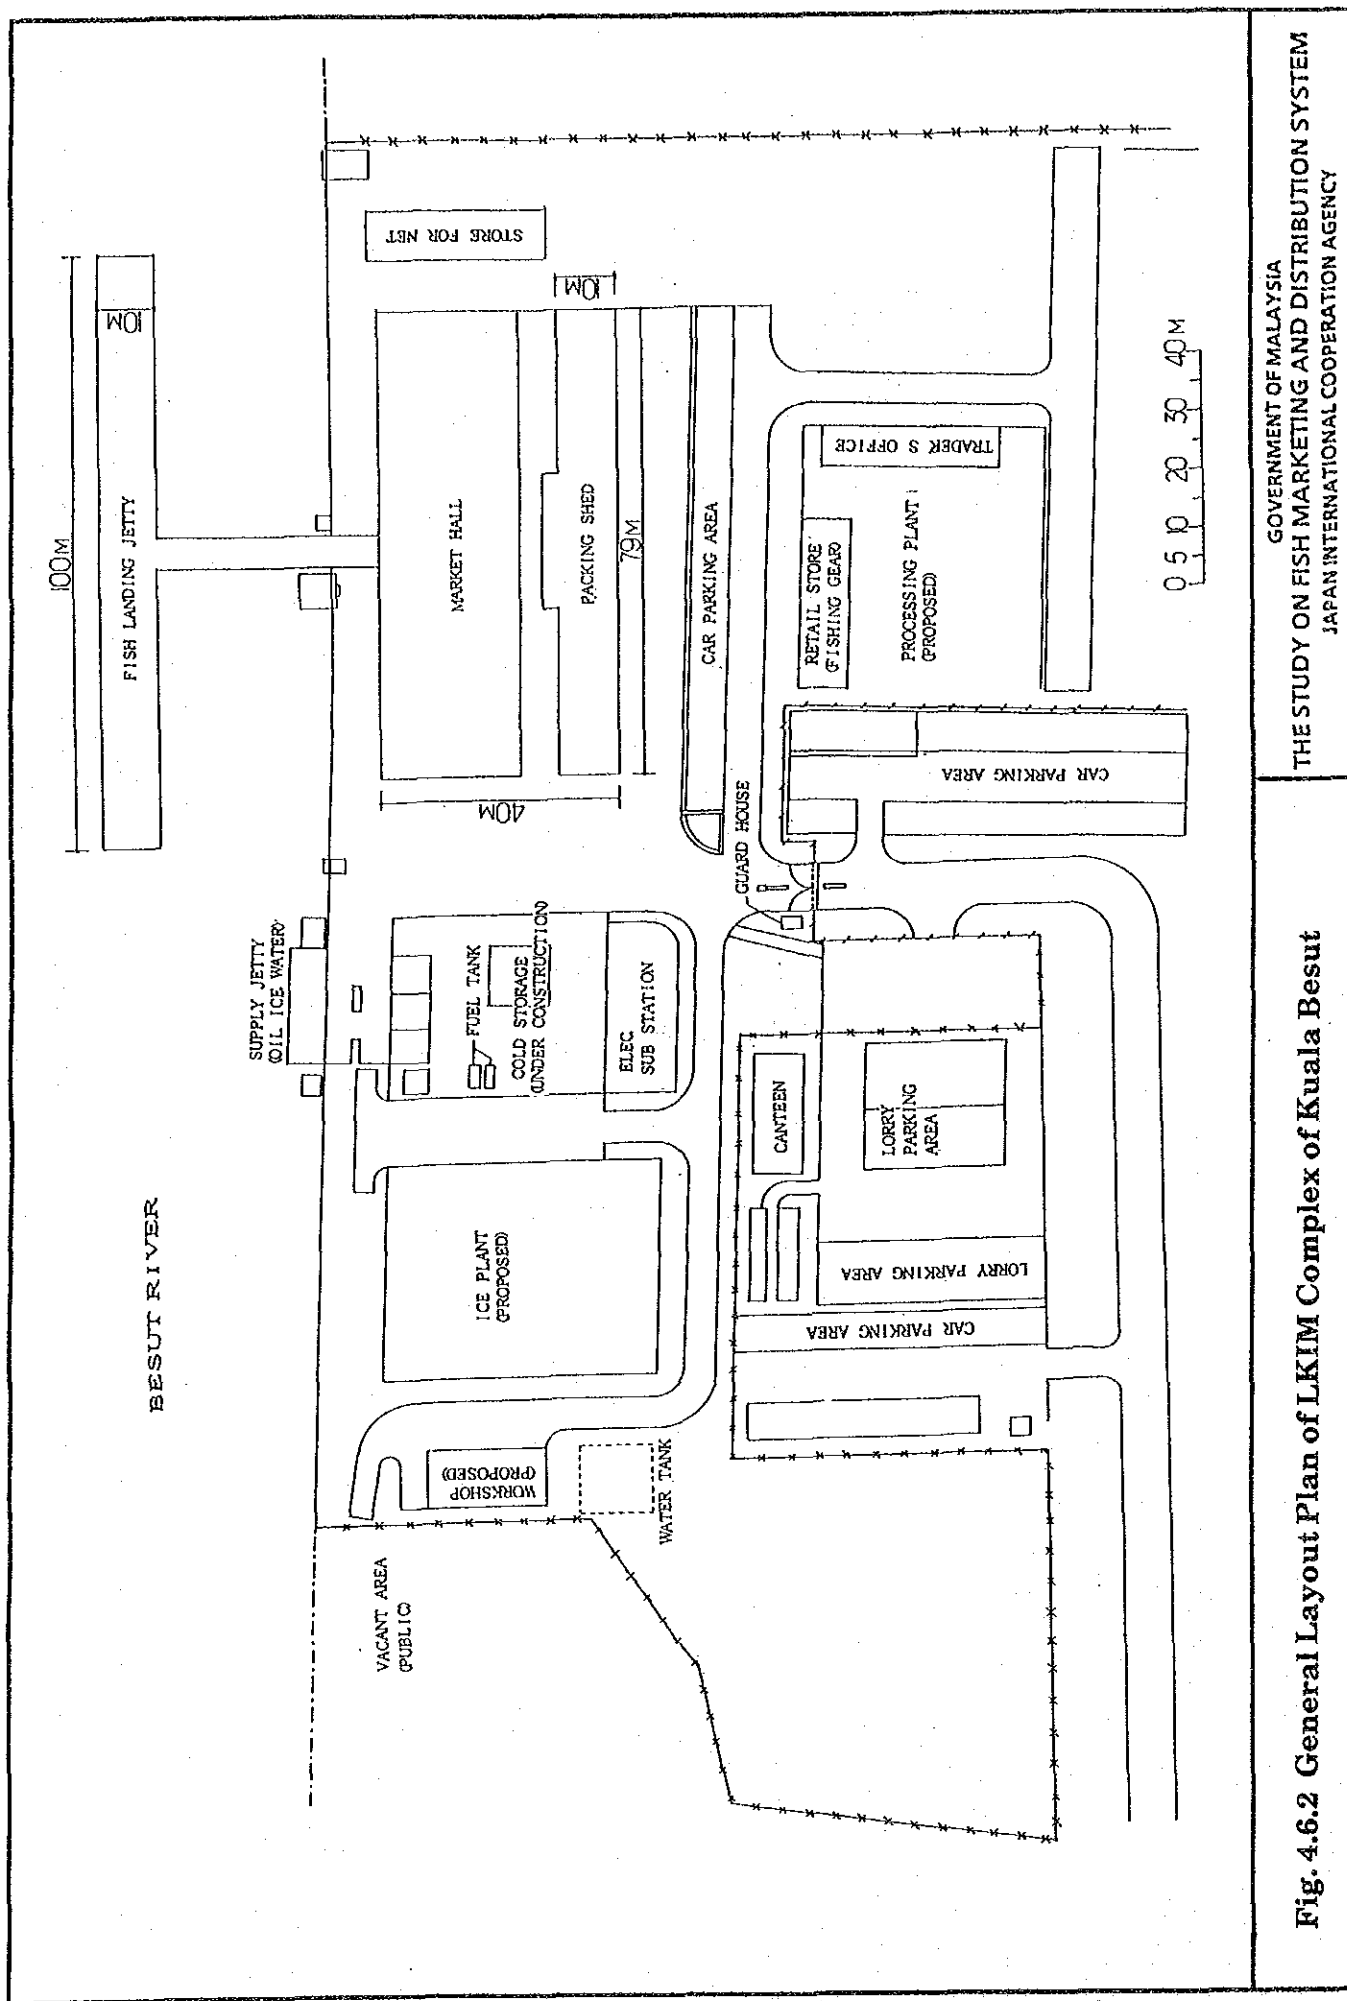 BESUT RIVER
100M
FISH LANDING JETTY
10M
SUPPLY JETTY
(OIL ICE WATER)
VACANT AREA
(PUBLIC)
WORKSHOP
(PROPOSED)
WATER TANK
ICE PLANT
(PROPOSED)
FUEL TANK
COLD STORAGE
(UNDER CONSTRUCTION)
ELEC.
SUB STATION
MARKET HALL
40M
PACKING SHED
10M
79M
STORE FOR NET
CAR PARKING AREA
GUARD HOUSE
CANTEEN
LORRY
PARKING
AREA
LORRY PARKING AREA
CAR PARKING AREA
CAR PARKING AREA
RETAIL STORE
(FISHING GEAR)
PROCESSING PLANT
(PROPOSED)
TRADER S OFFICE
0 5 10 20 30 40M
Fig. 4.6.2 General Layout Plan of LKIM Complex of Kuala Besut
GOVERNMENT OF MALAYSIA
THE STUDY ON FISH MARKETING AND DISTRIBUTION SYSTEM
JAPAN INTERNATIONAL COOPERATION AGENCY